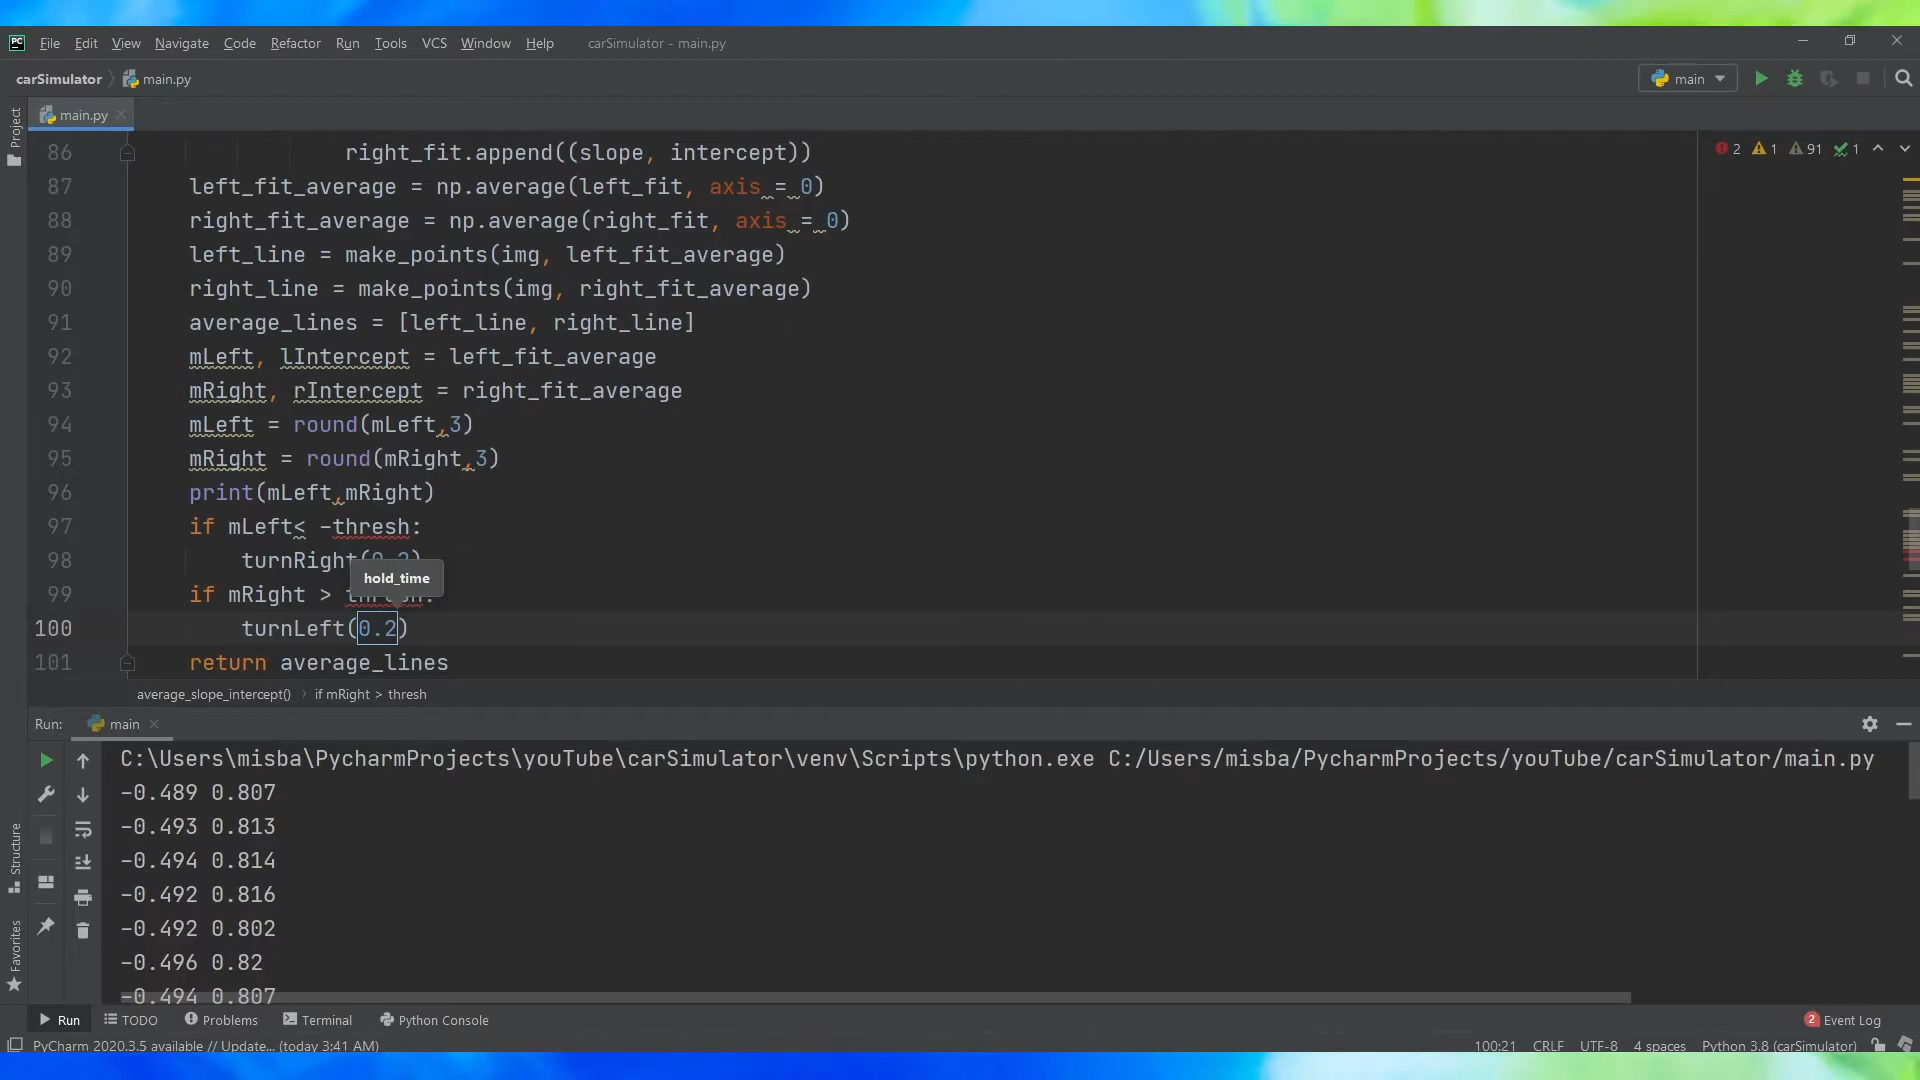 PC File Edit View Navigate Code Refactor Run Tools VCS Window Help carSimulator - main.py
carSimulator main.py main
main.py
Project
2 1 91 1
86 right_fit.append((slope, intercept))
87 left_fit_average = np.average(left_fit, axis = 0)
88 right_fit_average = np.average(right_fit, axis = 0)
89 left_line = make_points(img, left_fit_average)
90 right_line = make_points(img, right_fit_average)
91 average_lines = [left_line, right_line]
92 mLeft, lIntercept = left_fit_average
93 mRight, rIntercept = right_fit_average
94 mLeft = round(mLeft,3)
95 mRight = round(mRight,3)
96 print(mLeft,mRight)
97 if mLeft< -thresh:
98 turnRight(0.2)
hold_time
99 if mRight > thresh:
100 turnLeft(0.2)
101 return average_lines
average_slope_intercept() if mRight > thresh
Run: main
C:\Users\misba\PycharmProjects\youTube\carSimulator\venv\Scripts\python.exe C:/Users/misba/PycharmProjects/youTube/carSimulator/main.py
-0.489 0.807
-0.493 0.813
-0.494 0.814
-0.492 0.816
-0.492 0.802
-0.496 0.82
-0.494 0.807
Structure
Favorites
Run TODO Problems Terminal Python Console 2 Event Log
PyCharm 2020.3.5 available // Update... (today 3:41 AM) 100:21 CRLF UTF-8 4 spaces Python 3.8 (carSimulator)